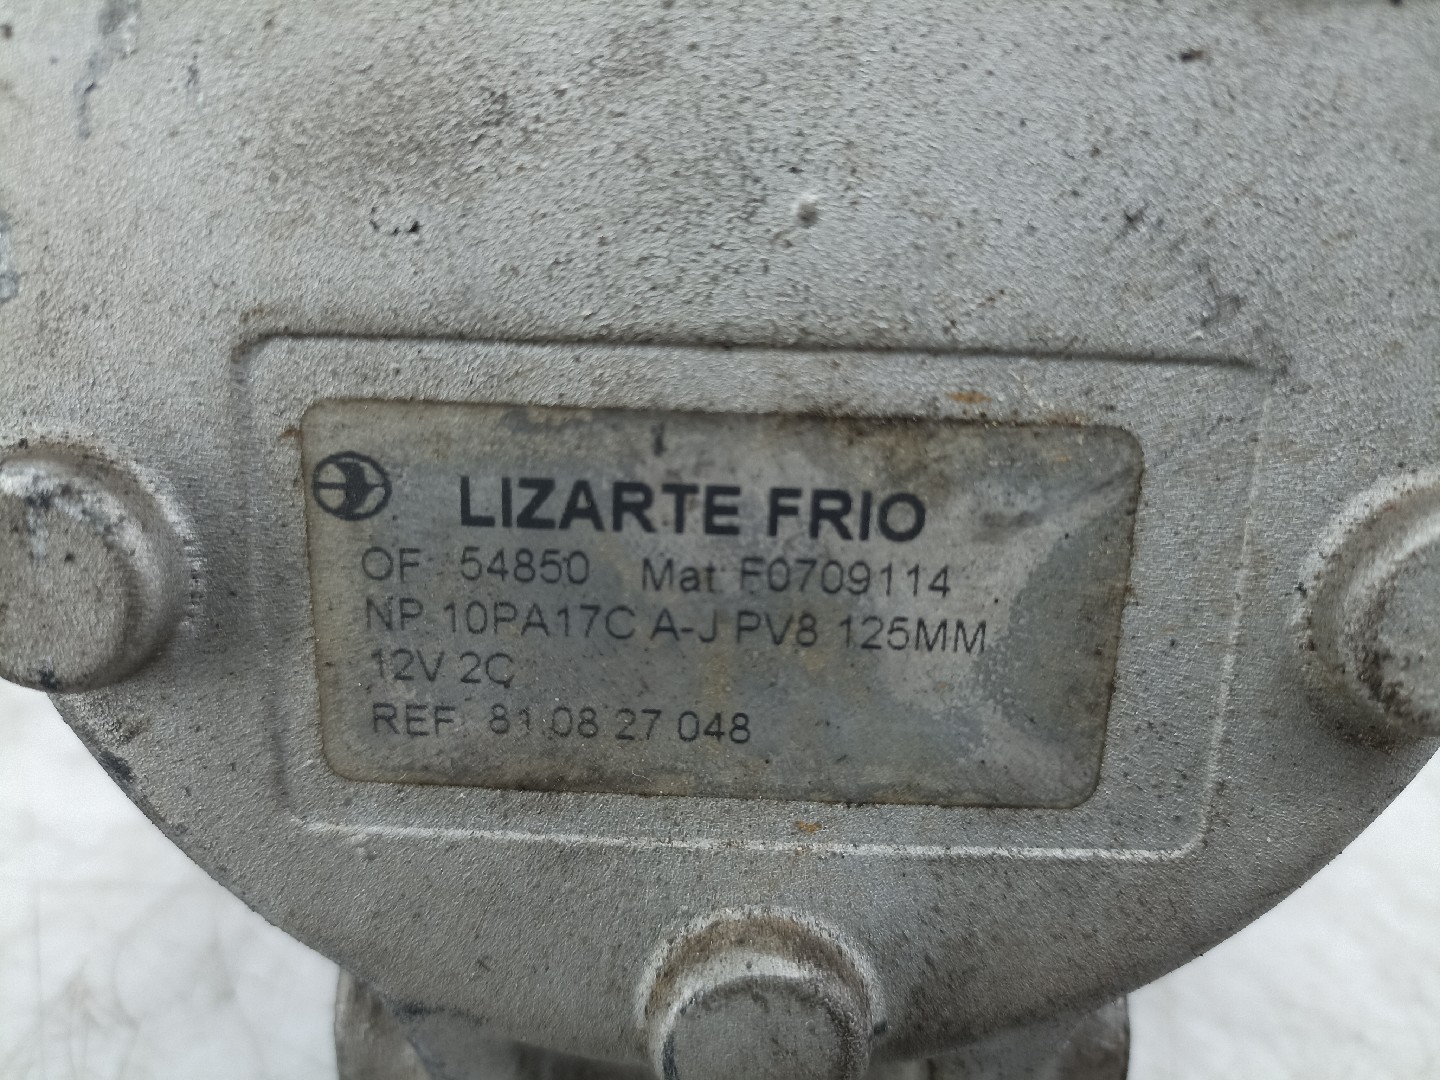 LIZARTE FRIO
OF: 54850 Mat: F0709114
NP: 10PA17C A-J PV8 125MM
12V 2C
REF: 81.08.27.048